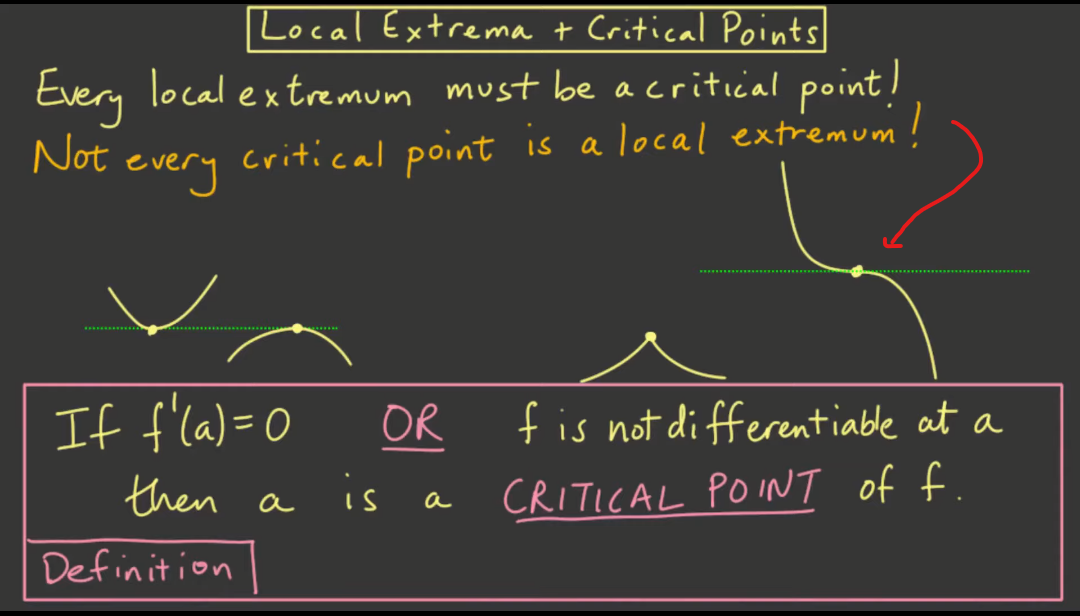 Local Extrema + Critical Points
Every local extremum must be a critical point!
Not every critical point is a local extremum!
If f'(a)=0 OR f is not differentiable at a
then a is a CRITICAL POINT of f.
Definition